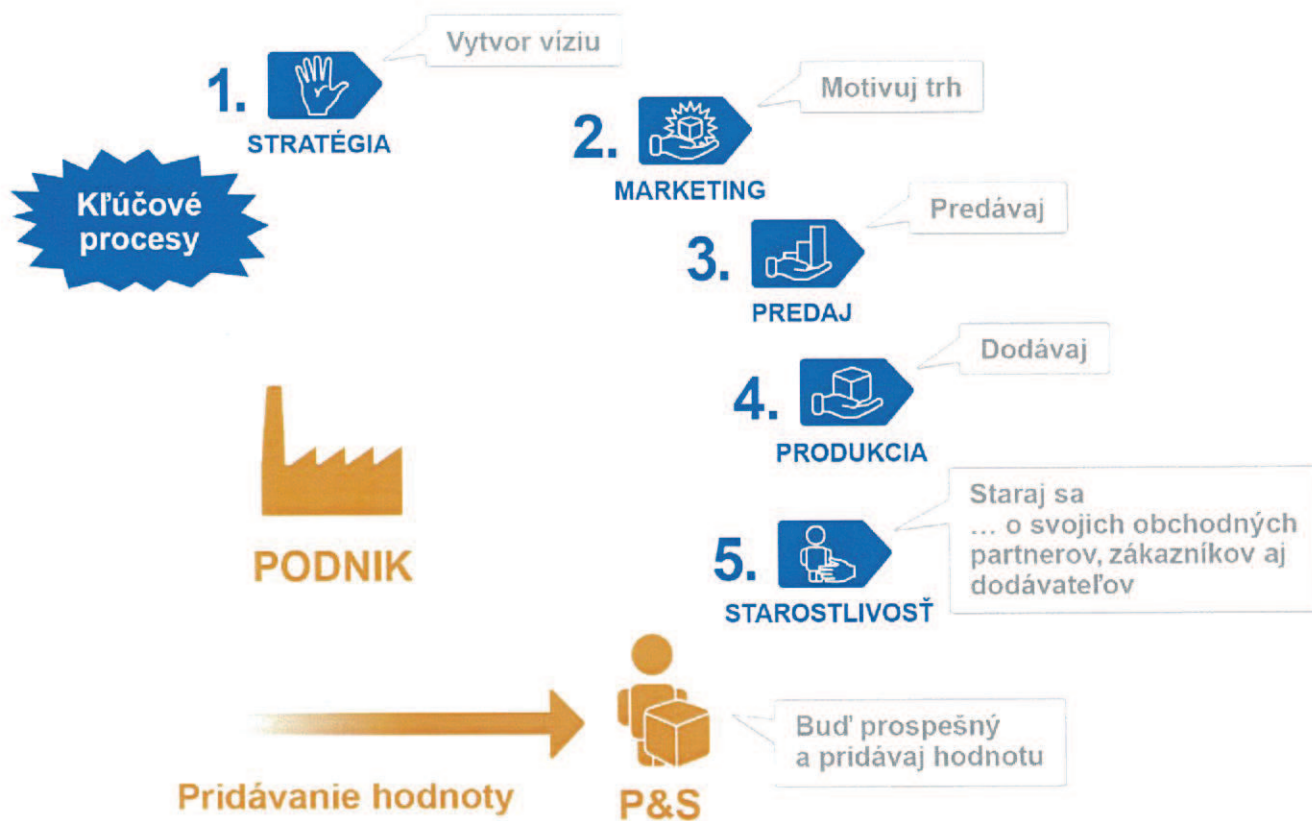 Vytvor víziu
1.
STRATÉGIA
Motivuj trh
2.
MARKETING
Kľúčové
procesy
Predávaj
3.
PREDAJ
Dodávaj
4.
PRODUKCIA
PODNIK
Staraj sa
... o svojich obchodných
partnerov, zákazníkov aj
dodávateľov
5.
STAROSTLIVOSŤ
Buď prospešný
a pridávaj hodnotu
Pridávanie hodnoty
P&S